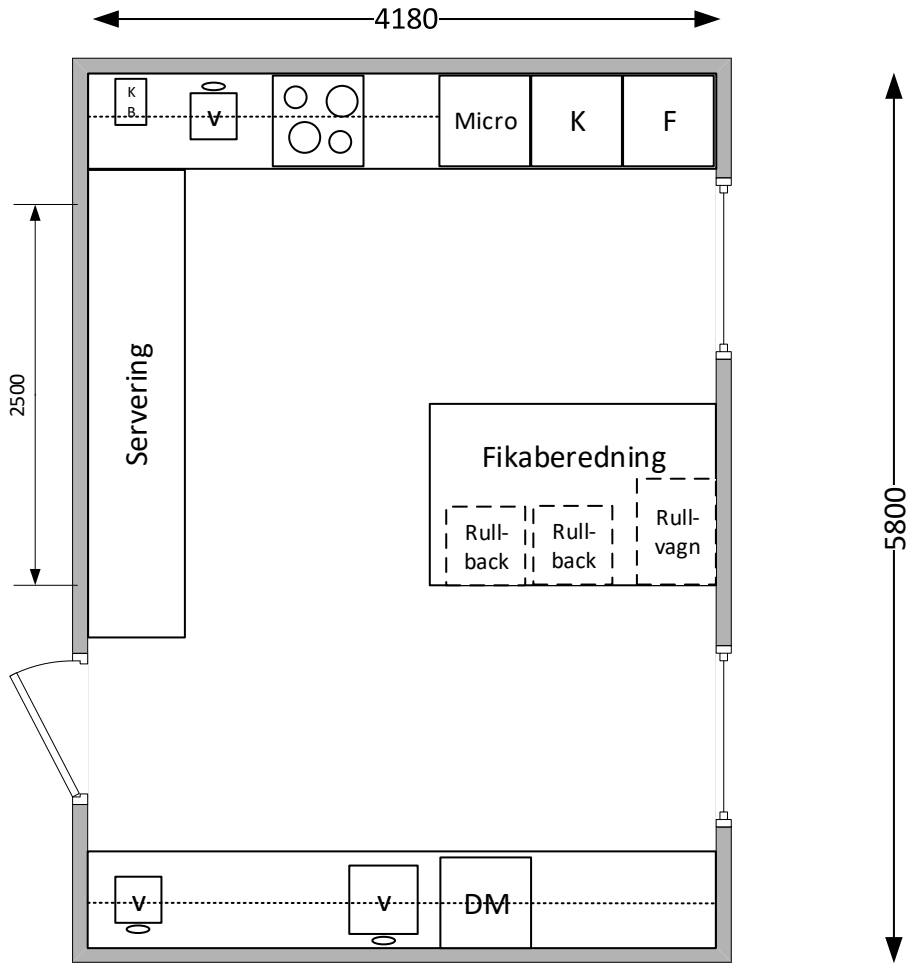 4180
K
B
V
Micro
K
F
2500
Servering
Fikaberedning
Rull-
back
Rull-
back
Rull-
vagn
5800
V
V
DM